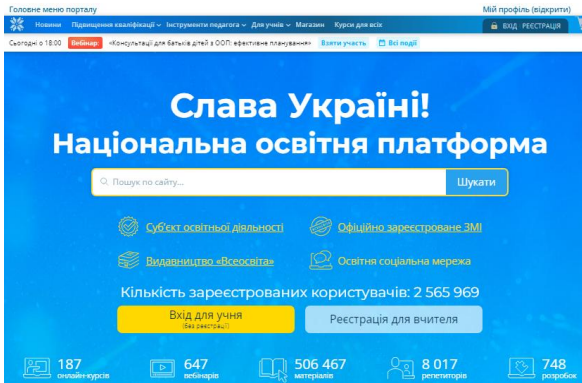 Головне меню порталу
Мій профіль (відкрити)
Новини Підвищення кваліфікації Інструменти педагога Для учнів Магазин Курси для всіх
ВХІД РЕЄСТРАЦІЯ
Сьогодні о 18:00 Вебінар «Консультації для батьків дітей з ООП: ефективне планування» Взяти участь Всі події
Слава Україні!
Національна освітня платформа
Пошук по сайту... Шукати
Суб'єкт освітньої діяльності Офіційно зареєстроване ЗМІ
Видавництво «Всеосвіта» Освітня соціальна мережа
Кількість зареєстрованих користувачів: 2 565 969
Вхід для учня Реєстрація для вчителя
(без реєстрації)
187 647 506 467 8 017 748
онлайн-курсів вебінарів матеріалів репетиторів розробок